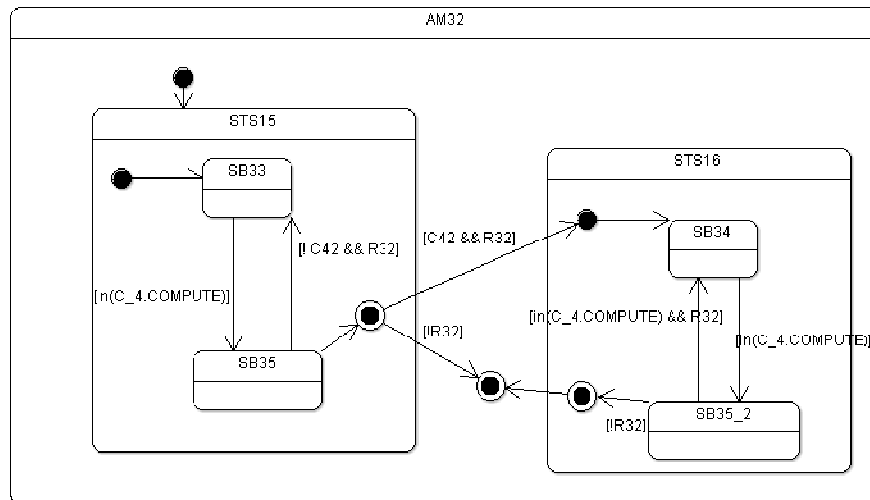 AM32
STS15
STS16
SB33
SB34
[C42 && R32]
[! C42 && R32]
[in(C_4.COMPUTE)]
[in(C_4.COMPUTE) && R32]
[!R32]
[in(C_4.COMPUTE)]
SB35
SB35_2
[!R32]